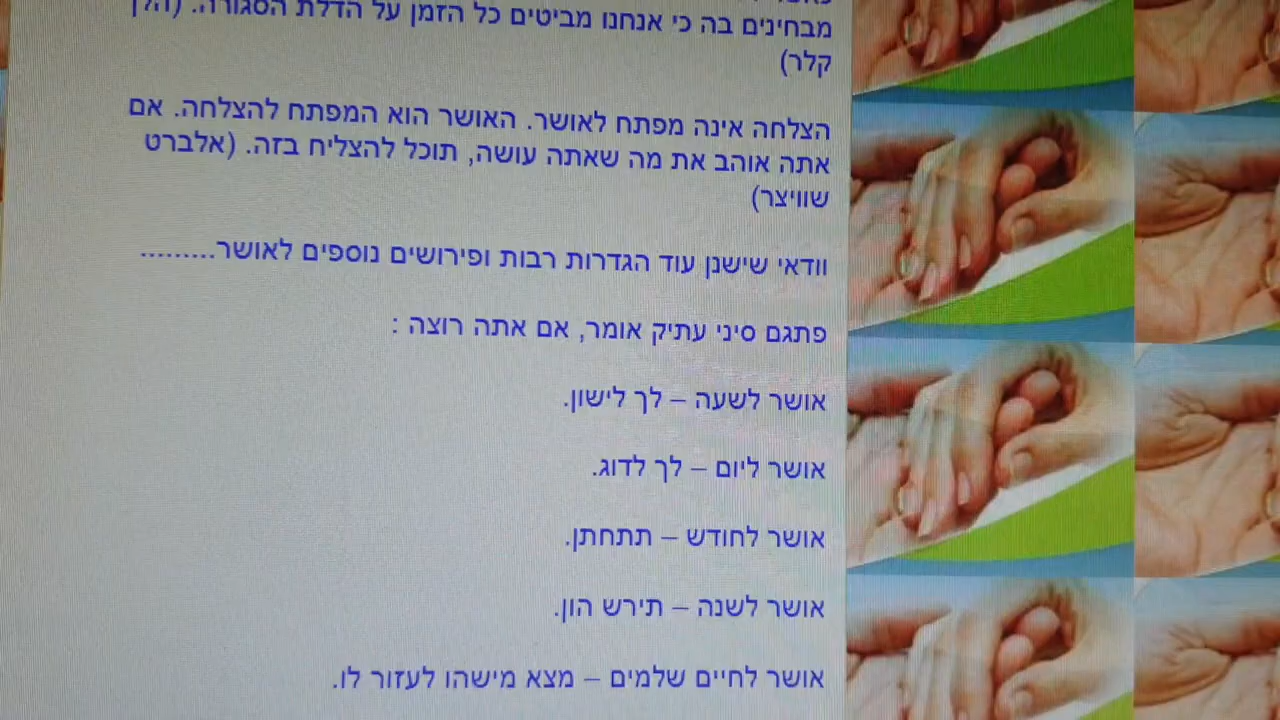 מבחינים בה כי אנחנו מביטים כל הזמן על הדלת הסגורה. (הלן
קלר)
הצלחה אינה מפתח לאושר. האושר הוא המפתח להצלחה. אם
אתה אוהב את מה שאתה עושה, תוכל להצליח בזה. (אלברט
שוויצר)
וודאי שישנן עוד הגדרות רבות ופירושים נוספים לאושר.........
פתגם סיני עתיק אומר, אם אתה רוצה :
אושר לשעה – לך לישון.
אושר ליום – לך לדוג.
אושר לחודש – תתחתן.
אושר לשנה – תירש הון.
אושר לחיים שלמים – מצא מישהו לעזור לו.